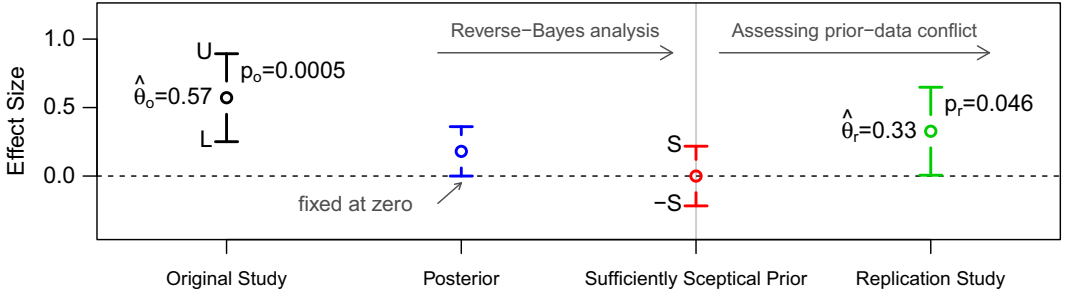 Reverse−Bayes analysis
Assessing prior−data conflict
Effect Size
1.0
0.5
0.0
U
p_o=0.0005
θ̂_o=0.57
L
fixed at zero
S
−S
p_r=0.046
θ̂_r=0.33
Original Study
Posterior
Sufficiently Sceptical Prior
Replication Study